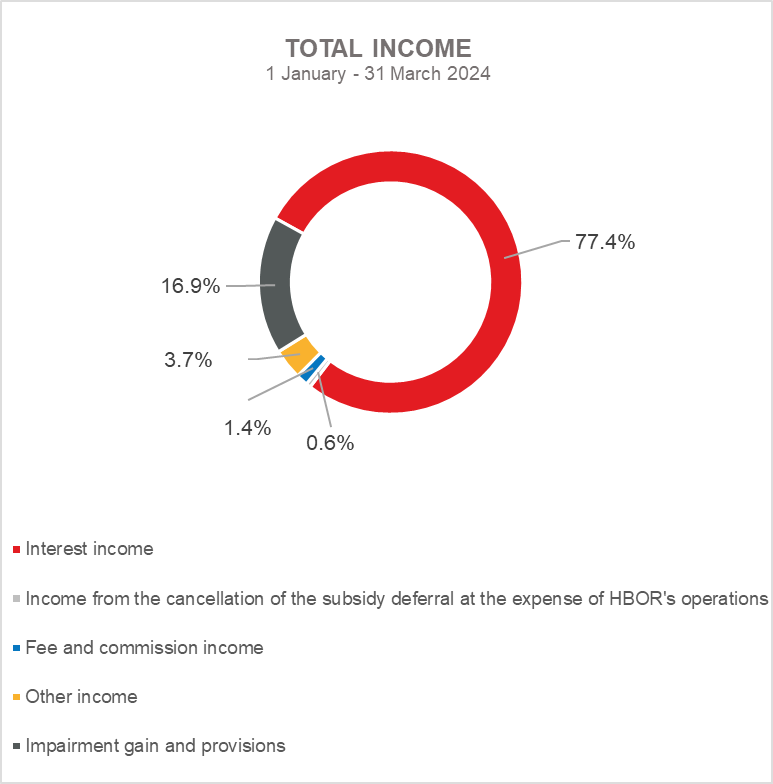 TOTAL INCOME
1 January - 31 March 2024
77.4%
16.9%
3.7%
1.4%
0.6%
Interest income
Income from the cancellation of the subsidy deferral at the expense of HBOR's operations
Fee and commission income
Other income
Impairment gain and provisions